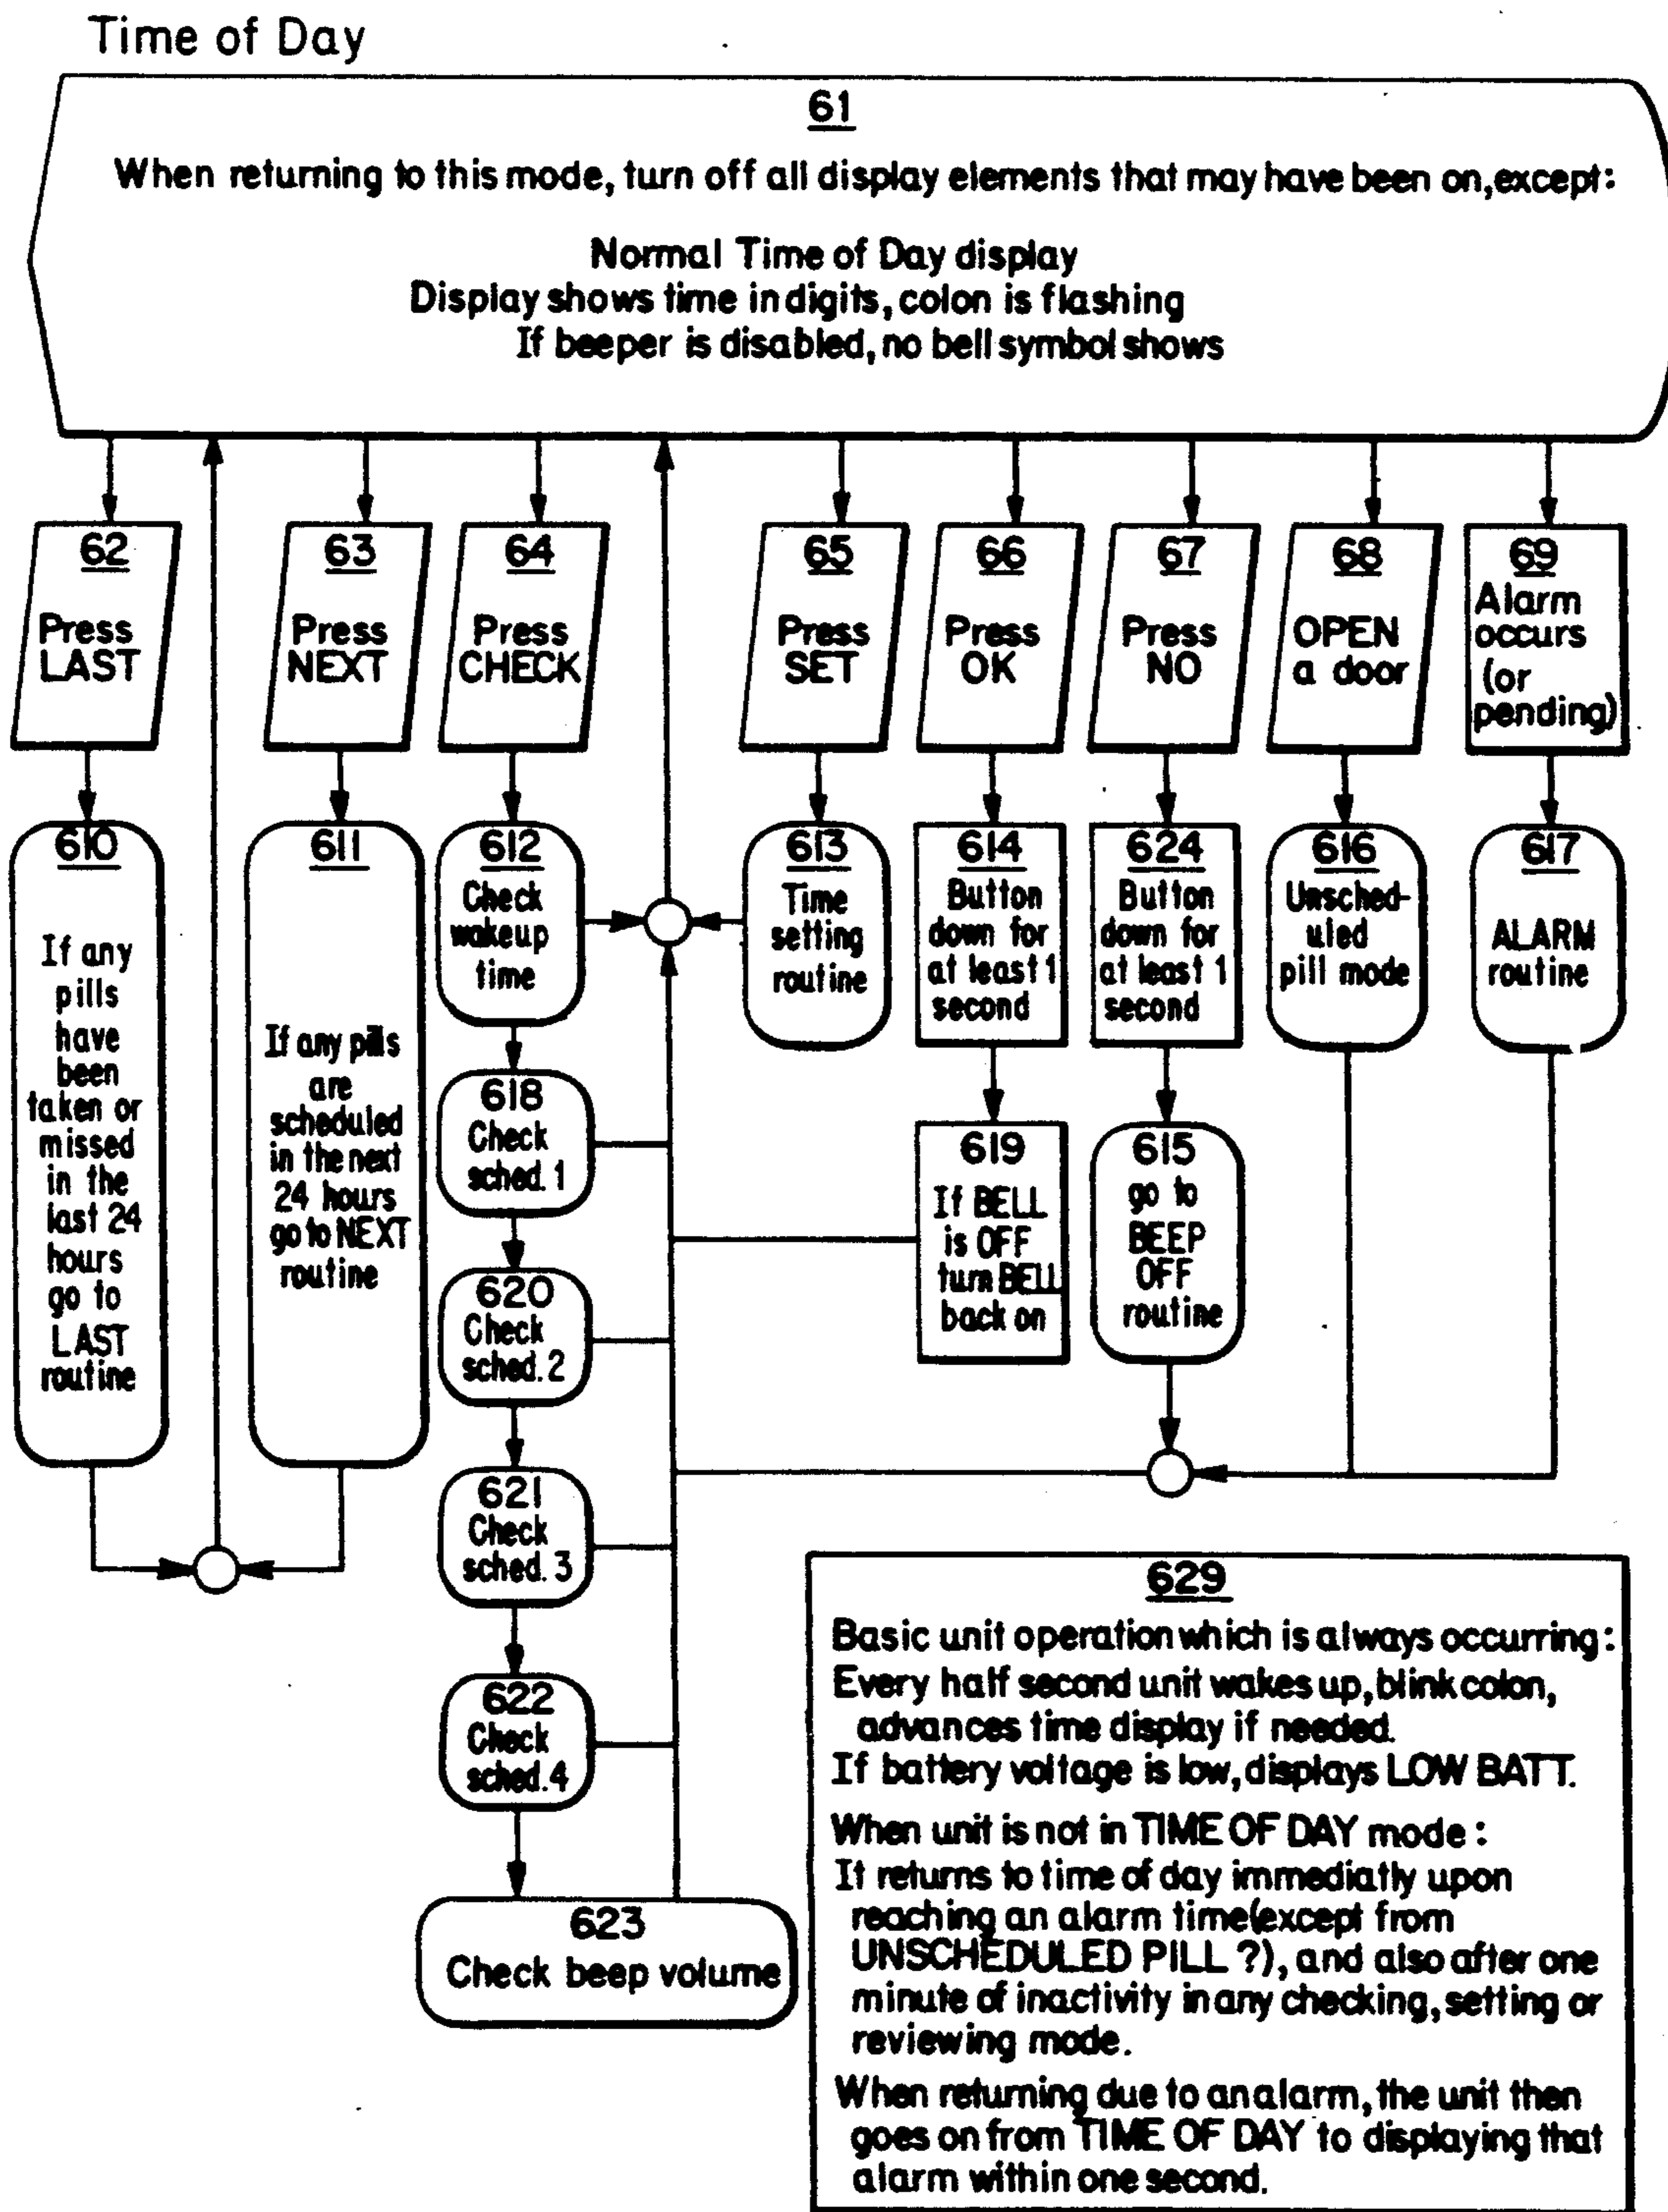 Time of Day
61
When returning to this mode, turn off all display elements that may have been on, except:
Normal Time of Day display
Display shows time in digits, colon is flashing
If beeper is disabled, no bell symbol shows
62
Press
LAST
63
Press
NEXT
64
Press
CHECK
65
Press
SET
66
Press
OK
67
Press
NO
68
OPEN
a door
69
Alarm
occurs
(or
pending)
610
If any
pills
have
been
taken or
missed
in the
last 24
hours
go to
LAST
routine
611
If any pills
are
scheduled
in the next
24 hours
go to NEXT
routine
612
Check
wakeup
time
613
Time
setting
routine
614
Button
down for
at least 1
second
624
Button
down for
at least 1
second
616
Unsched-
uled
pill mode
617
ALARM
routine
618
Check
sched. 1
619
If BELL
is OFF
turn BELL
back on
615
go to
BEEP
OFF
routine
620
Check
sched. 2
621
Check
sched. 3
622
Check
sched. 4
623
Check beep volume
629
Basic unit operation which is always occurring:
Every half second unit wakes up, blink colon,
advances time display if needed.
If battery voltage is low, displays LOW BATT.
When unit is not in TIME OF DAY mode:
It returns to time of day immediatly upon
reaching an alarm time (except from
UNSCHEDULED PILL ?), and also after one
minute of inactivity in any checking, setting or
reviewing mode.
When returning due to an alarm, the unit then
goes on from TIME OF DAY to displaying that
alarm within one second.